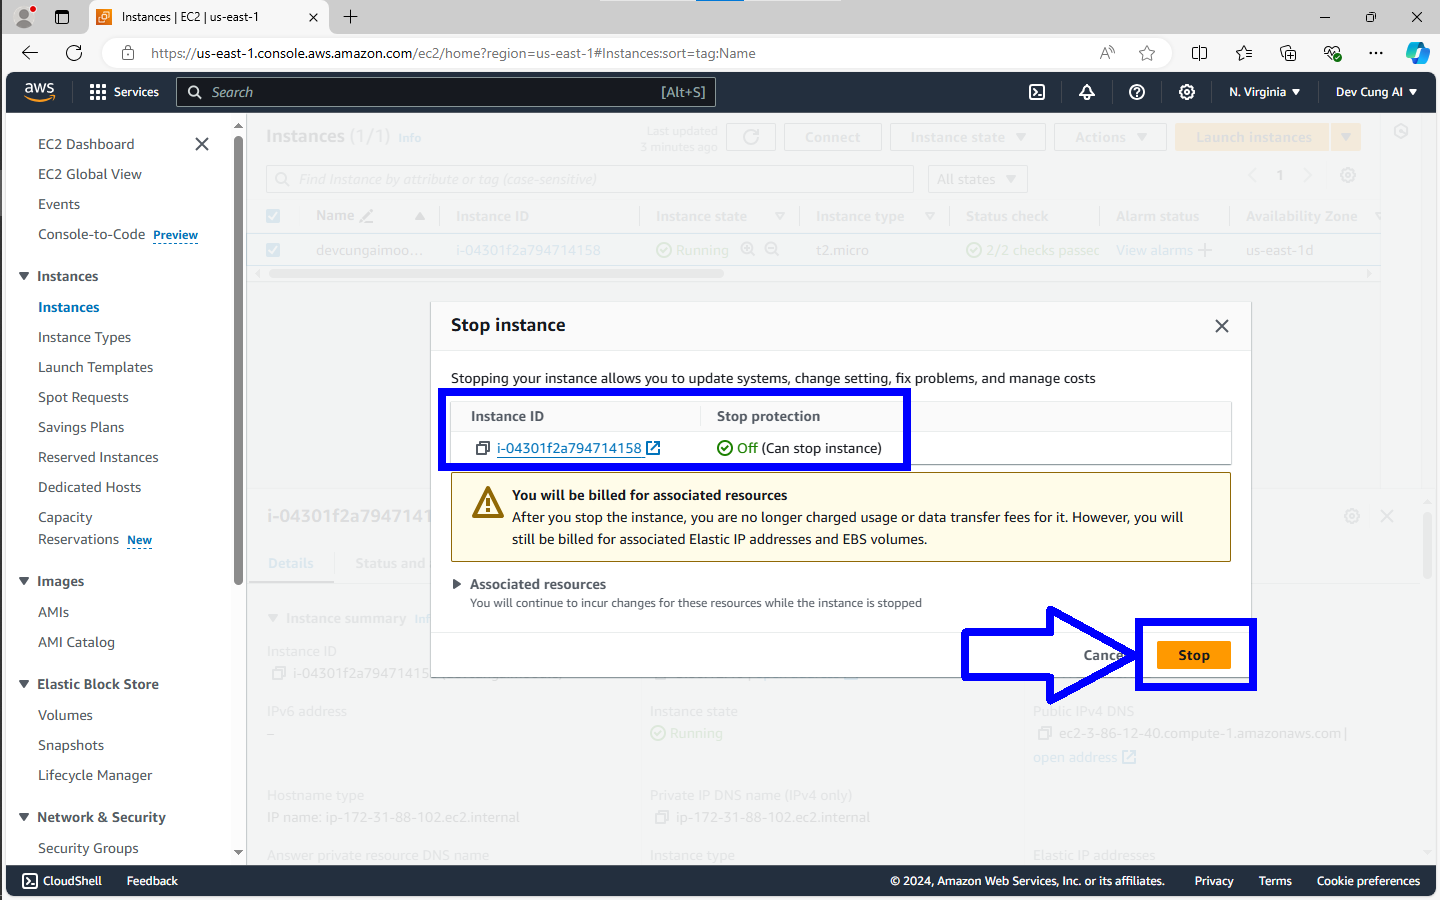 Instances | EC2 | us-east-1
https://us-east-1.console.aws.amazon.com/ec2/home?region=us-east-1#Instances:sort=tag:Name
aws
Services
Search
[Alt+S]
N. Virginia
Dev Cung AI
EC2 Dashboard
EC2 Global View
Events
Console-to-Code Preview
Instances
Instances
Instance Types
Launch Templates
Spot Requests
Savings Plans
Reserved Instances
Dedicated Hosts
Capacity
Reservations New
Images
AMIs
AMI Catalog
Elastic Block Store
Volumes
Snapshots
Lifecycle Manager
Network & Security
Security Groups
Instances (1/1) Info
Last updated
3 minutes ago
Connect
Instance state
Actions
Launch instances
Find Instance by attribute or tag (case-sensitive)
All states
1
Name Instance ID Instance state Instance type Status check Alarm status Availability Zone
devcungaimoo... i-04301f2a794714158 Running t2.micro 2/2 checks passec View alarms us-east-1d
Stop instance
Stopping your instance allows you to update systems, change setting, fix problems, and manage costs
Instance ID Stop protection
i-04301f2a794714158 Off (Can stop instance)
You will be billed for associated resources
After you stop the instance, you are no longer charged usage or data transfer fees for it. However, you will
still be billed for associated Elastic IP addresses and EBS volumes.
Associated resources
You will continue to incur changes for these resources while the instance is stopped
Cance
Stop
i-04301f2a7947141
Details
Status and
Instance summary
Instance ID
i-04301f2a79471415
IPv6 address
–
Instance state
Running
Public IPv4 DNS
ec2-3-86-12-40.compute-1.amazonaws.com |
open address
Hostname type
IP name: ip-172-31-88-102.ec2.internal
Private IP DNS name (IPv4 only)
ip-172-31-88-102.ec2.internal
Answer private resource DNS name
Instance type
Elastic IP addresses
CloudShell
Feedback
© 2024, Amazon Web Services, Inc. or its affiliates.
Privacy
Terms
Cookie preferences